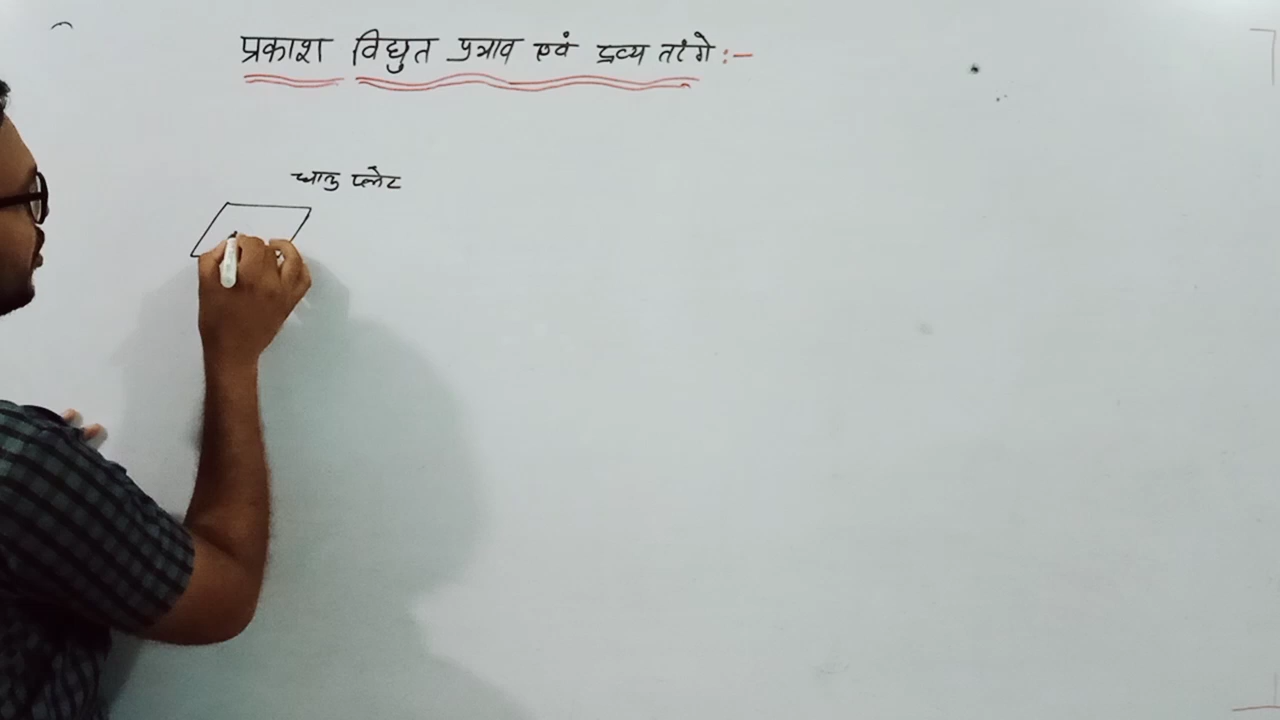 प्रकाश विद्युत प्रभाव एवं द्रव्य तरंगे :-
धातु प्लेट